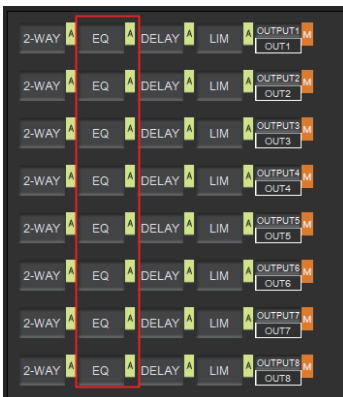 2-WAY A EQ A DELAY A LIM A OUTPUT1 M
OUT1
2-WAY A EQ A DELAY A LIM A OUTPUT2 M
OUT2
2-WAY A EQ A DELAY A LIM A OUTPUT3 M
OUT3
2-WAY A EQ A DELAY A LIM A OUTPUT4 M
OUT4
2-WAY A EQ A DELAY A LIM A OUTPUT5 M
OUT5
2-WAY A EQ A DELAY A LIM A OUTPUT6 M
OUT6
2-WAY A EQ A DELAY A LIM A OUTPUT7 M
OUT7
2-WAY A EQ A DELAY A LIM A OUTPUT8 M
OUT8